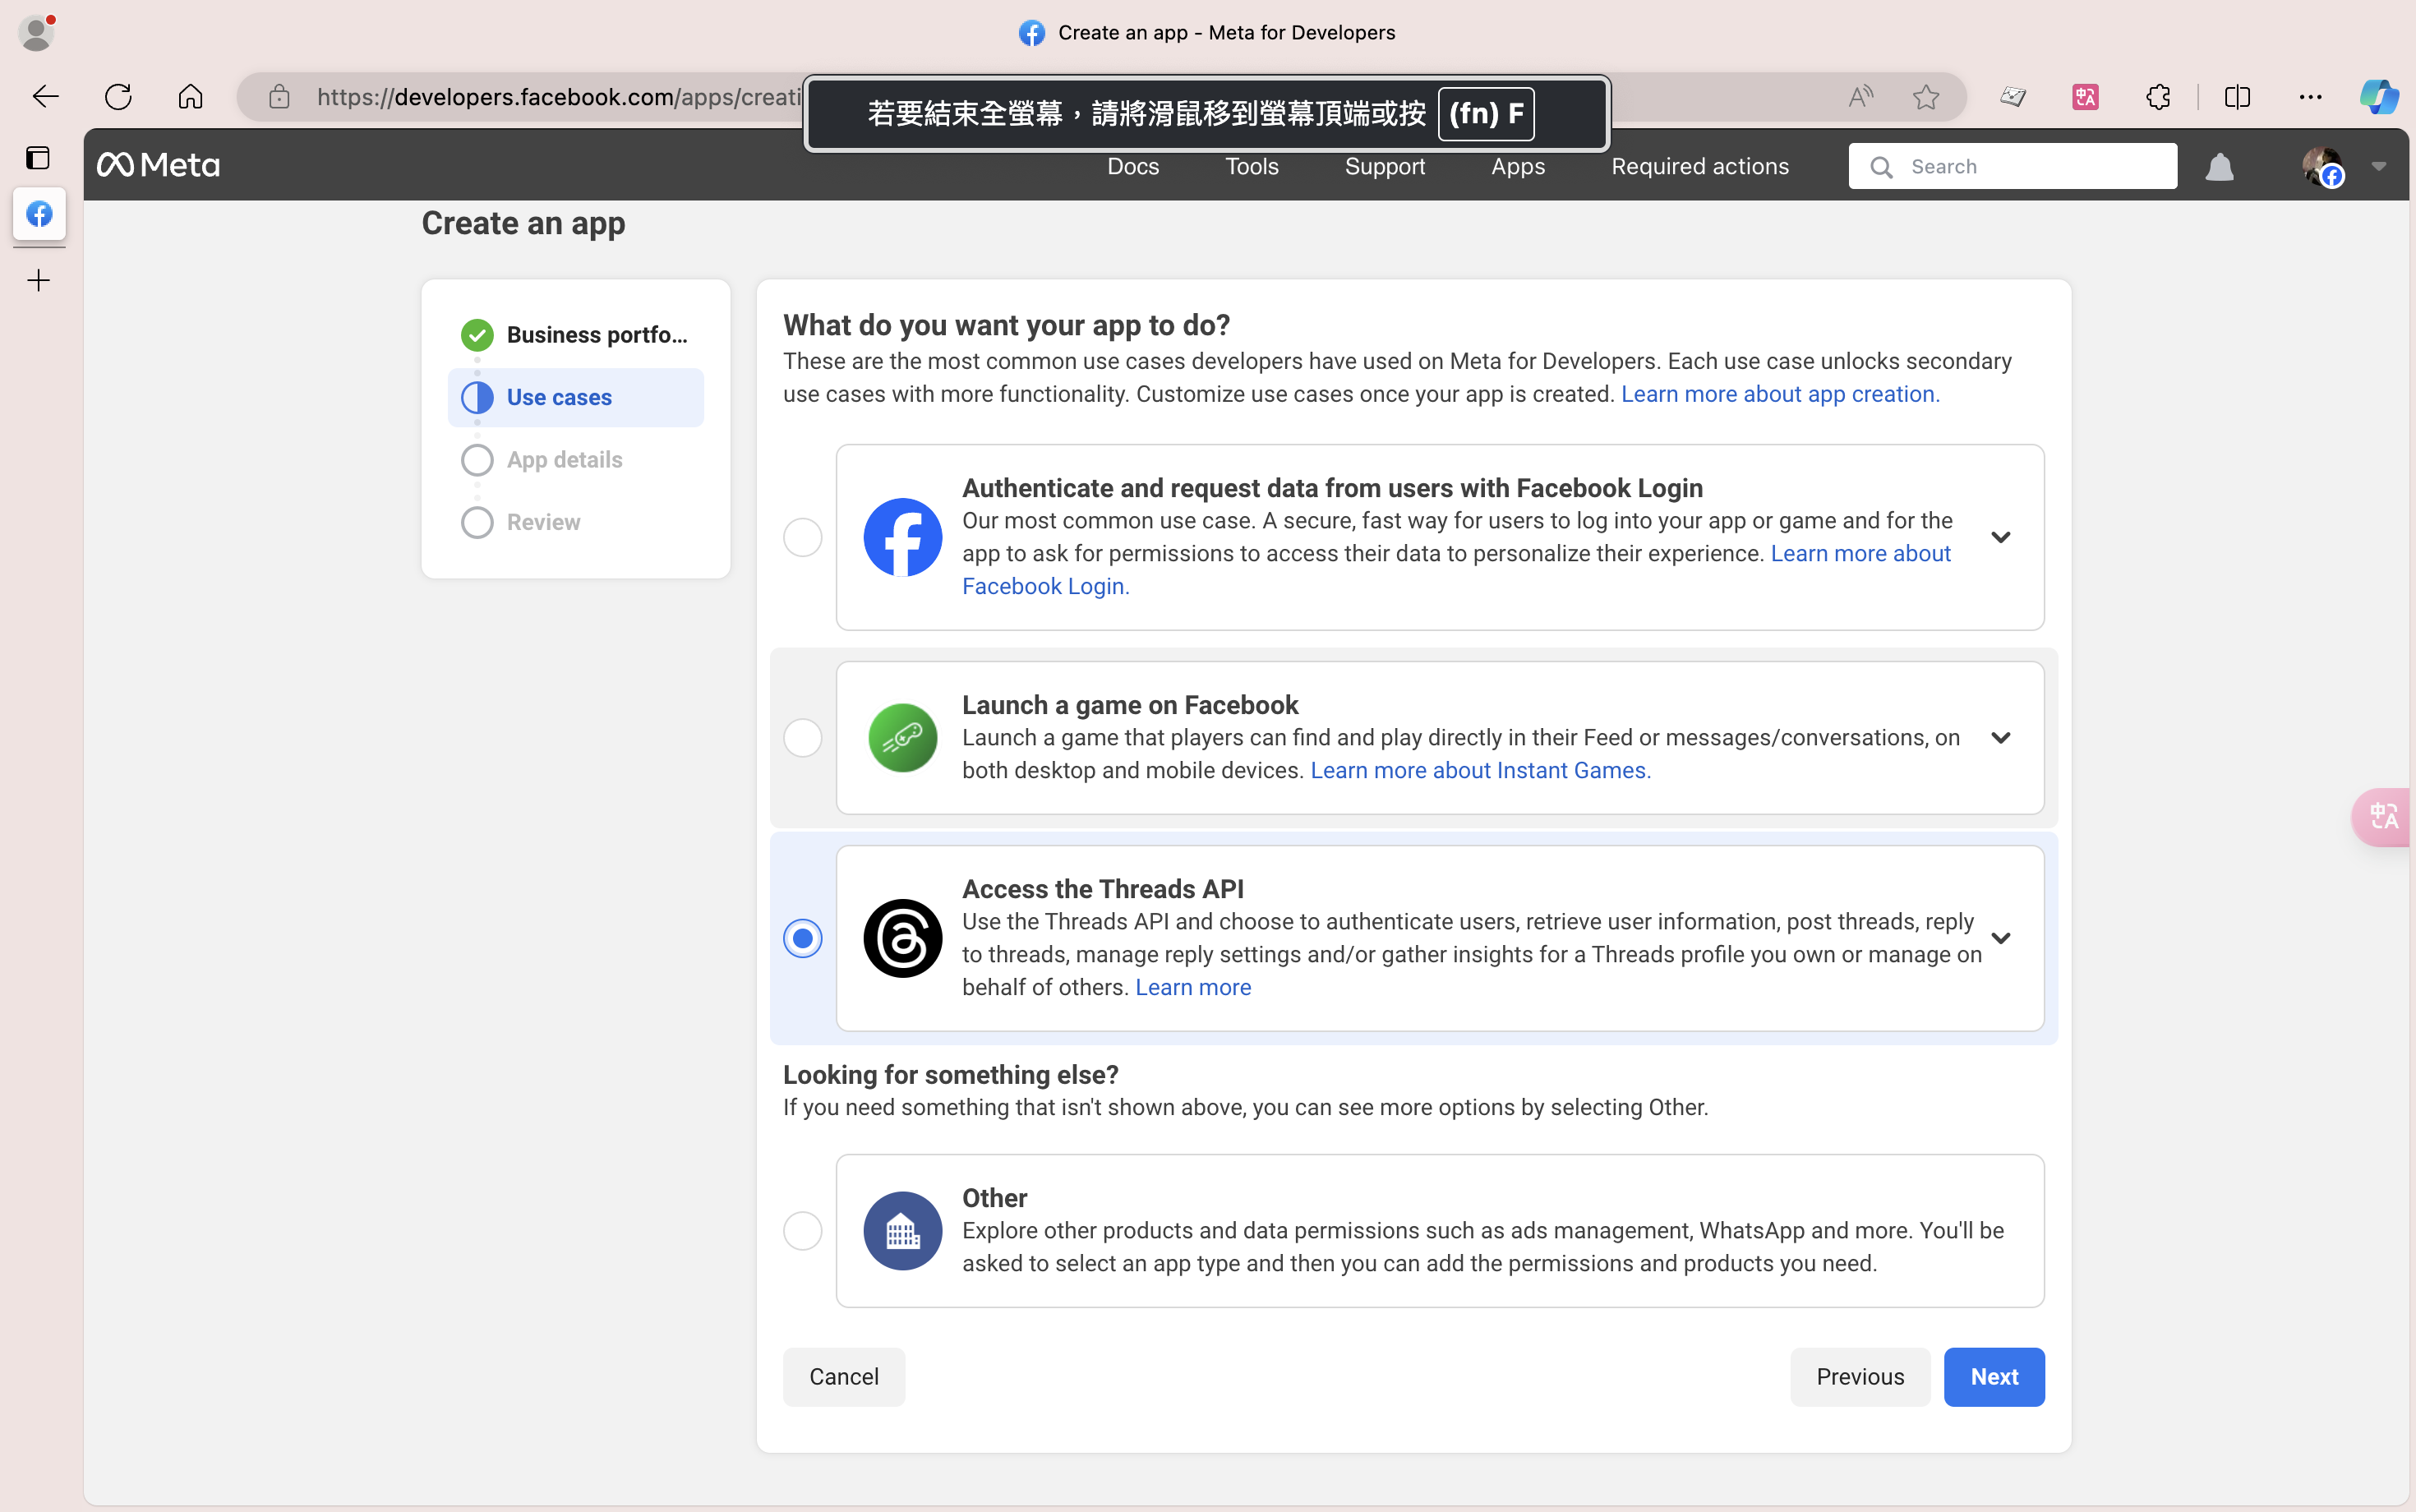 Create an app - Meta for Developers
https://developers.facebook.com/apps/creati
若要結束全螢幕，請將滑鼠移到螢幕頂端或按 (fn) F
Meta
Docs
Tools
Support
Apps
Required actions
Search
Create an app
Business portfo...
Use cases
App details
Review
What do you want your app to do?
These are the most common use cases developers have used on Meta for Developers. Each use case unlocks secondary
use cases with more functionality. Customize use cases once your app is created. Learn more about app creation.
Authenticate and request data from users with Facebook Login
Our most common use case. A secure, fast way for users to log into your app or game and for the
app to ask for permissions to access their data to personalize their experience. Learn more about
Facebook Login.
Launch a game on Facebook
Launch a game that players can find and play directly in their Feed or messages/conversations, on
both desktop and mobile devices. Learn more about Instant Games.
Access the Threads API
Use the Threads API and choose to authenticate users, retrieve user information, post threads, reply
to threads, manage reply settings and/or gather insights for a Threads profile you own or manage on
behalf of others. Learn more
Looking for something else?
If you need something that isn't shown above, you can see more options by selecting Other.
Other
Explore other products and data permissions such as ads management, WhatsApp and more. You'll be
asked to select an app type and then you can add the permissions and products you need.
Cancel
Previous
Next